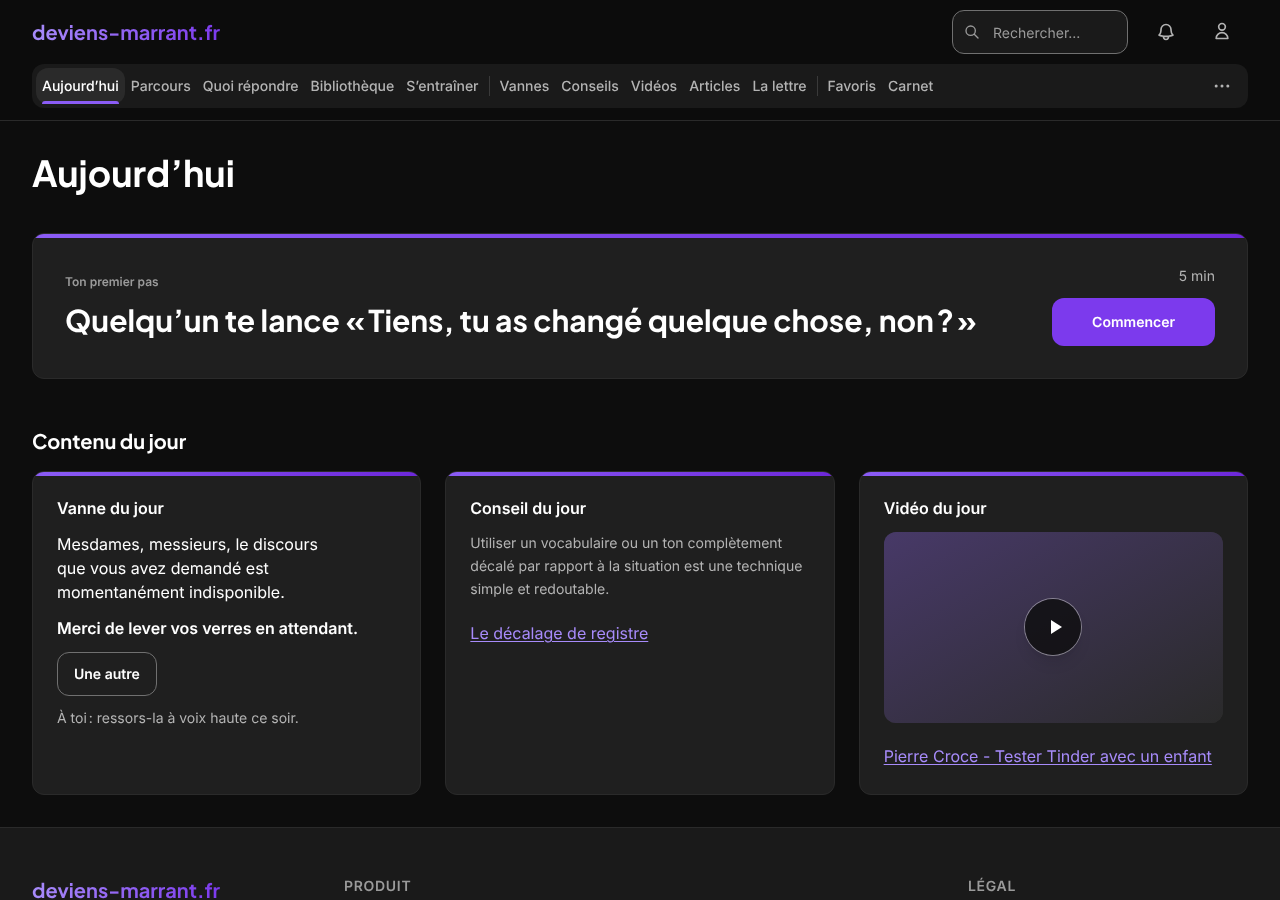 deviens-marrant.fr
Rechercher...
Aujourd’hui Parcours Quoi répondre Bibliothèque S’entraîner Vannes Conseils Vidéos Articles La lettre Favoris Carnet
Aujourd’hui
Ton premier pas
5 min
Quelqu’un te lance « Tiens, tu as changé quelque chose, non ? »
Commencer
Contenu du jour
Vanne du jour
Mesdames, messieurs, le discours
que vous avez demandé est
momentanément indisponible.
Merci de lever vos verres en attendant.
Une autre
À toi : ressors-la à voix haute ce soir.
Conseil du jour
Utiliser un vocabulaire ou un ton complètement
décalé par rapport à la situation est une technique
simple et redoutable.
Le décalage de registre
Vidéo du jour
Pierre Croce - Tester Tinder avec un enfant
deviens-marrant.fr
PRODUIT
LÉGAL